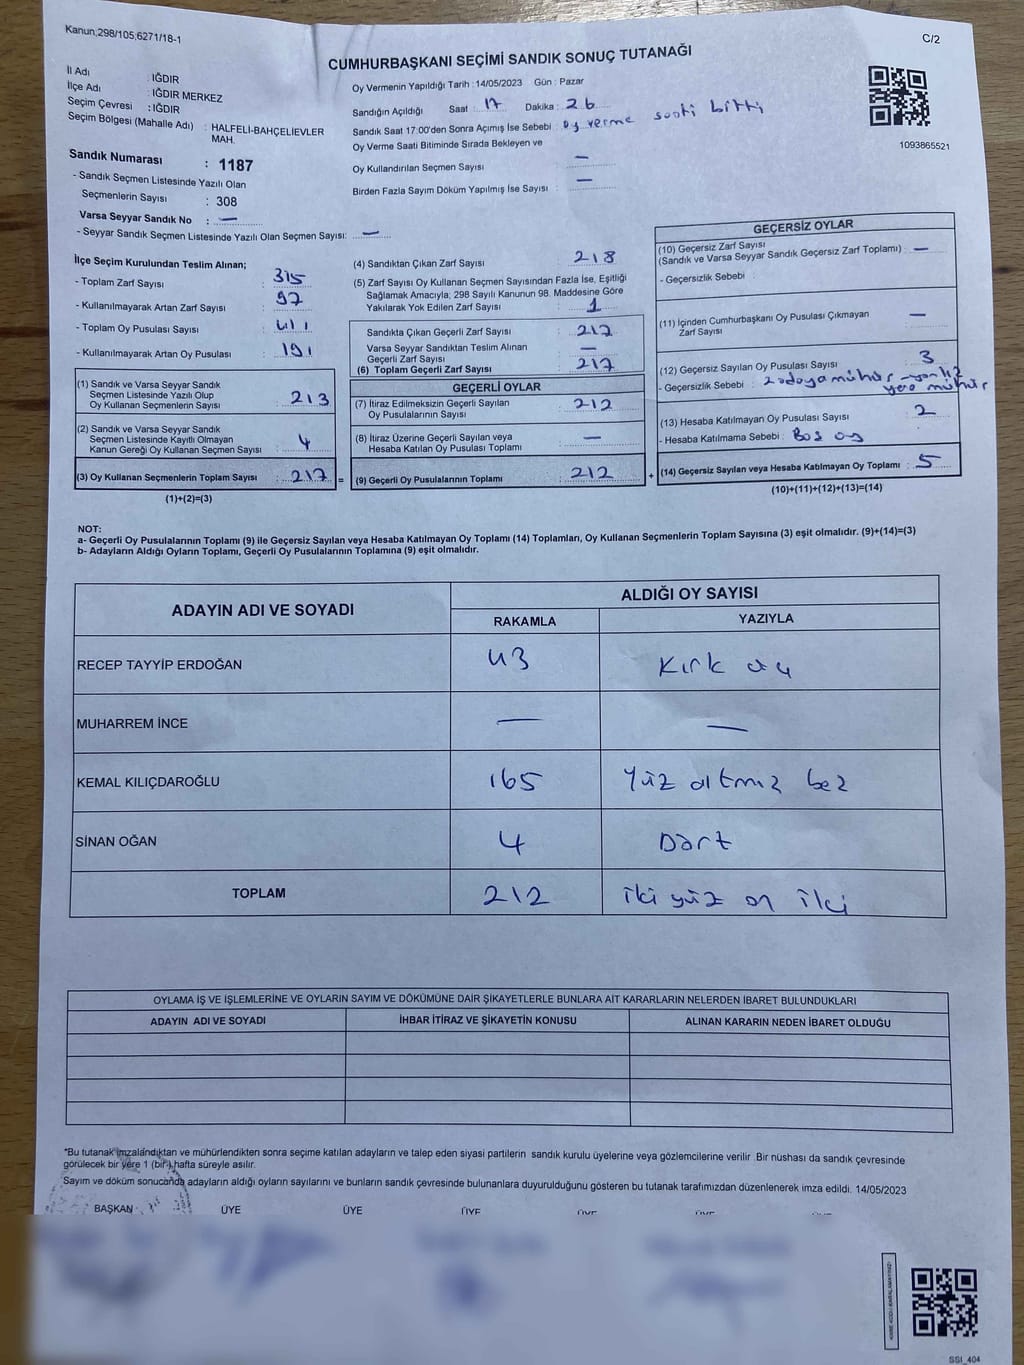 Kanun;298/105;6271/18-1
C/2
CUMHURBAŞKANI SEÇİMİ SANDIK SONUÇ TUTANAĞI
İl Adı : IĞDIR
İlçe Adı : IĞDIR MERKEZ
Seçim Çevresi : IĞDIR
Seçim Bölgesi (Mahalle Adı) : HALFELİ-BAHÇELİEVLER
MAH.
Sandık Numarası : 1187
- Sandık Seçmen Listesinde Yazılı Olan
Seçmenlerin Sayısı : 308
Varsa Seyyar Sandık No : —
- Seyyar Sandık Seçmen Listesinde Yazılı Olan Seçmen Sayısı: —
Oy Vermenin Yapıldığı Tarih : 14/05/2023 Gün : Pazar
Sandığın Açıldığı Saat : 17 Dakika : 26
Sandık Saat 17:00'den Sonra Açımış İse Sebebi : oy verme saati bitti
Oy Verme Saati Bitiminde Sırada Bekleyen ve
Oy Kullandırılan Seçmen Sayısı : —
Birden Fazla Sayım Döküm Yapılmış İse Sayısı : —
1093865521
İlçe Seçim Kurulundan Teslim Alınan;
- Toplam Zarf Sayısı : 315
- Kullanılmayarak Artan Zarf Sayısı : 97
- Toplam Oy Pusulası Sayısı : 411
- Kullanılmayarak Artan Oy Pusulası : 191
(1) Sandık ve Varsa Seyyar Sandık
Seçmen Listesinde Yazılı Olup
Oy Kullanan Seçmenlerin Sayısı : 213
(2) Sandık ve Varsa Seyyar Sandık
Seçmen Listesinde Kayıtlı Olmayan
Kanun Gereği Oy Kullanan Seçmen Sayısı : 4
(3) Oy Kullanan Seçmenlerin Toplam Sayısı : 217 =
(1)+(2)=(3)
(4) Sandıktan Çıkan Zarf Sayısı : 218
(5) Zarf Sayısı Oy Kullanan Seçmen Sayısından Fazla İse, Eşitliği
Sağlamak Amacıyla; 298 Sayılı Kanunun 98. Maddesine Göre
Yakılarak Yok Edilen Zarf Sayısı : 1
Sandıkta Çıkan Geçerli Zarf Sayısı : 217
Varsa Seyyar Sandıktan Teslim Alınan
Geçerli Zarf Sayısı : —
(6) Toplam Geçerli Zarf Sayısı : 217
GEÇERLİ OYLAR
(7) İtiraz Edilmeksizin Geçerli Sayılan
Oy Pusulalarının Sayısı : 212
(8) İtiraz Üzerine Geçerli Sayılan veya
Hesaba Katılan Oy Pusulası Toplamı : —
(9) Geçerli Oy Pusulalarının Toplamı : 212 +
GEÇERSİZ OYLAR
(10) Geçersiz Zarf Sayısı
(Sandık ve Varsa Seyyar Sandık Geçersiz Zarf Toplamı) : —
- Geçersizlik Sebebi :
(11) İçinden Cumhurbaşkanı Oy Pusulası Çıkmayan
Zarf Sayısı : —
(12) Geçersiz Sayılan Oy Pusulası Sayısı : 3
- Geçersizlik Sebebi : 2 adaya mühür - yanlız
yere mühür
(13) Hesaba Katılmayan Oy Pusulası Sayısı : 2
- Hesaba Katılmama Sebebi : Boş oy
(14) Geçersiz Sayılan veya Hesaba Katılmayan Oy Toplamı : 5
(10)+(11)+(12)+(13)=(14)
NOT:
a- Geçerli Oy Pusulalarının Toplamı (9) ile Geçersiz Sayılan veya Hesaba Katılmayan Oy Toplamı (14) Toplamları, Oy Kullanan Seçmenlerin Toplam Sayısına (3) eşit olmalıdır. (9)+(14)=(3)
b- Adayların Aldığı Oyların Toplamı, Geçerli Oy Pusulalarının Toplamına (9) eşit olmalıdır.
ADAYIN ADI VE SOYADI
ALDIĞI OY SAYISI
RAKAMLA YAZIYLA
RECEP TAYYİP ERDOĞAN 43 Kırk üç
MUHARREM İNCE — —
KEMAL KILIÇDAROĞLU 165 Yüz altmız beş
SİNAN OĞAN 4 Dört
TOPLAM 212 iki yüz on iki
OYLAMA İŞ VE İŞLEMLERİNE VE OYLARIN SAYIM VE DÖKÜMÜNE DAİR ŞİKAYETLERLE BUNLARA AİT KARARLARIN NELERDEN İBARET BULUNDUKLARI
ADAYIN ADI VE SOYADI İHBAR İTİRAZ VE ŞİKAYETİN KONUSU ALINAN KARARIN NEDEN İBARET OLDUĞU
*Bu tutanak imzalandıktan ve mühürlendikten sonra seçime katılan adayların ve talep eden siyasi partilerin sandık kurulu üyelerine veya gözlemcilerine verilir .Bir nüshası da sandık çevresinde
görülecek bir yere 1 (bir ) hafta süreyle asılır.
Sayım ve döküm sonucanda adayların aldığı oyların sayılarını ve bunların sandık çevresinde bulunanlara duyurulduğunu gösteren bu tutanak tarafımızdan düzenlenerek imza edildi. 14/05/2023
BAŞKAN ÜYE ÜYE ÜYE ÜYE ÜYE
SSI_404